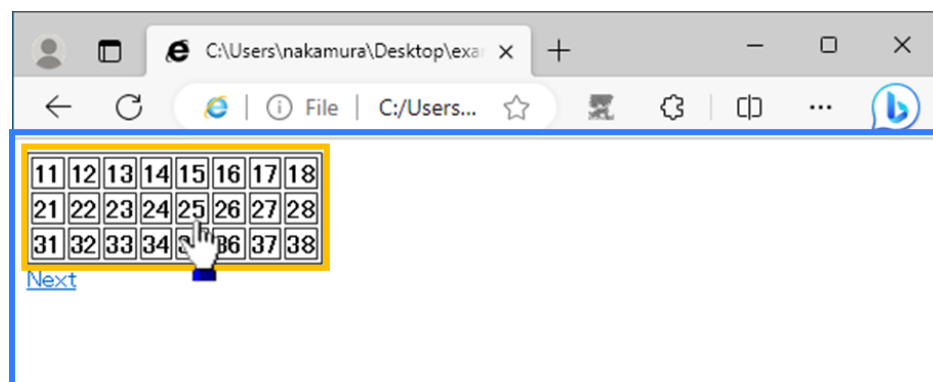 C:\Users\nakamura\Desktop\exa
File C:/Users...
11 12 13 14 15 16 17 18
21 22 23 24 25 26 27 28
31 32 33 34 36 37 38
Next